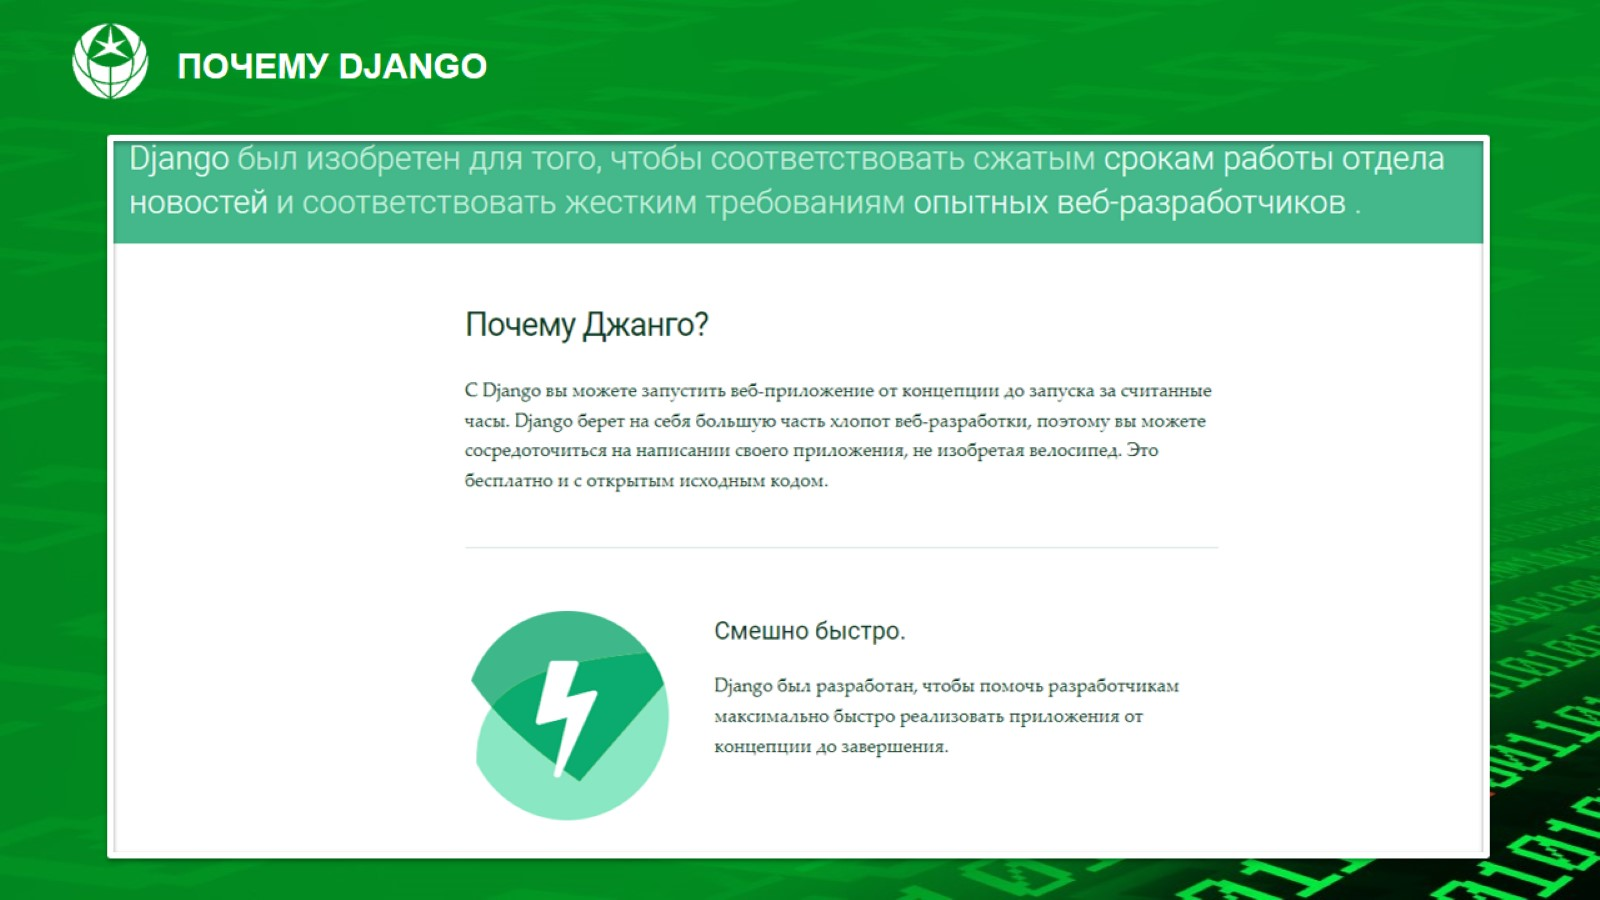 ПОЧЕМУ DJANGO
Django был изобретен для того, чтобы соответствовать сжатым срокам работы отдела
новостей и соответствовать жестким требованиям опытных веб-разработчиков .
Почему Джанго?
С Django вы можете запустить веб-приложение от концепции до запуска за считанные
часы. Django берет на себя большую часть хлопот веб-разработки, поэтому вы можете
сосредоточиться на написании своего приложения, не изобретая велосипед. Это
бесплатно и с открытым исходным кодом.
Смешно быстро.
Django был разработан, чтобы помочь разработчикам
максимально быстро реализовать приложения от
концепции до завершения.